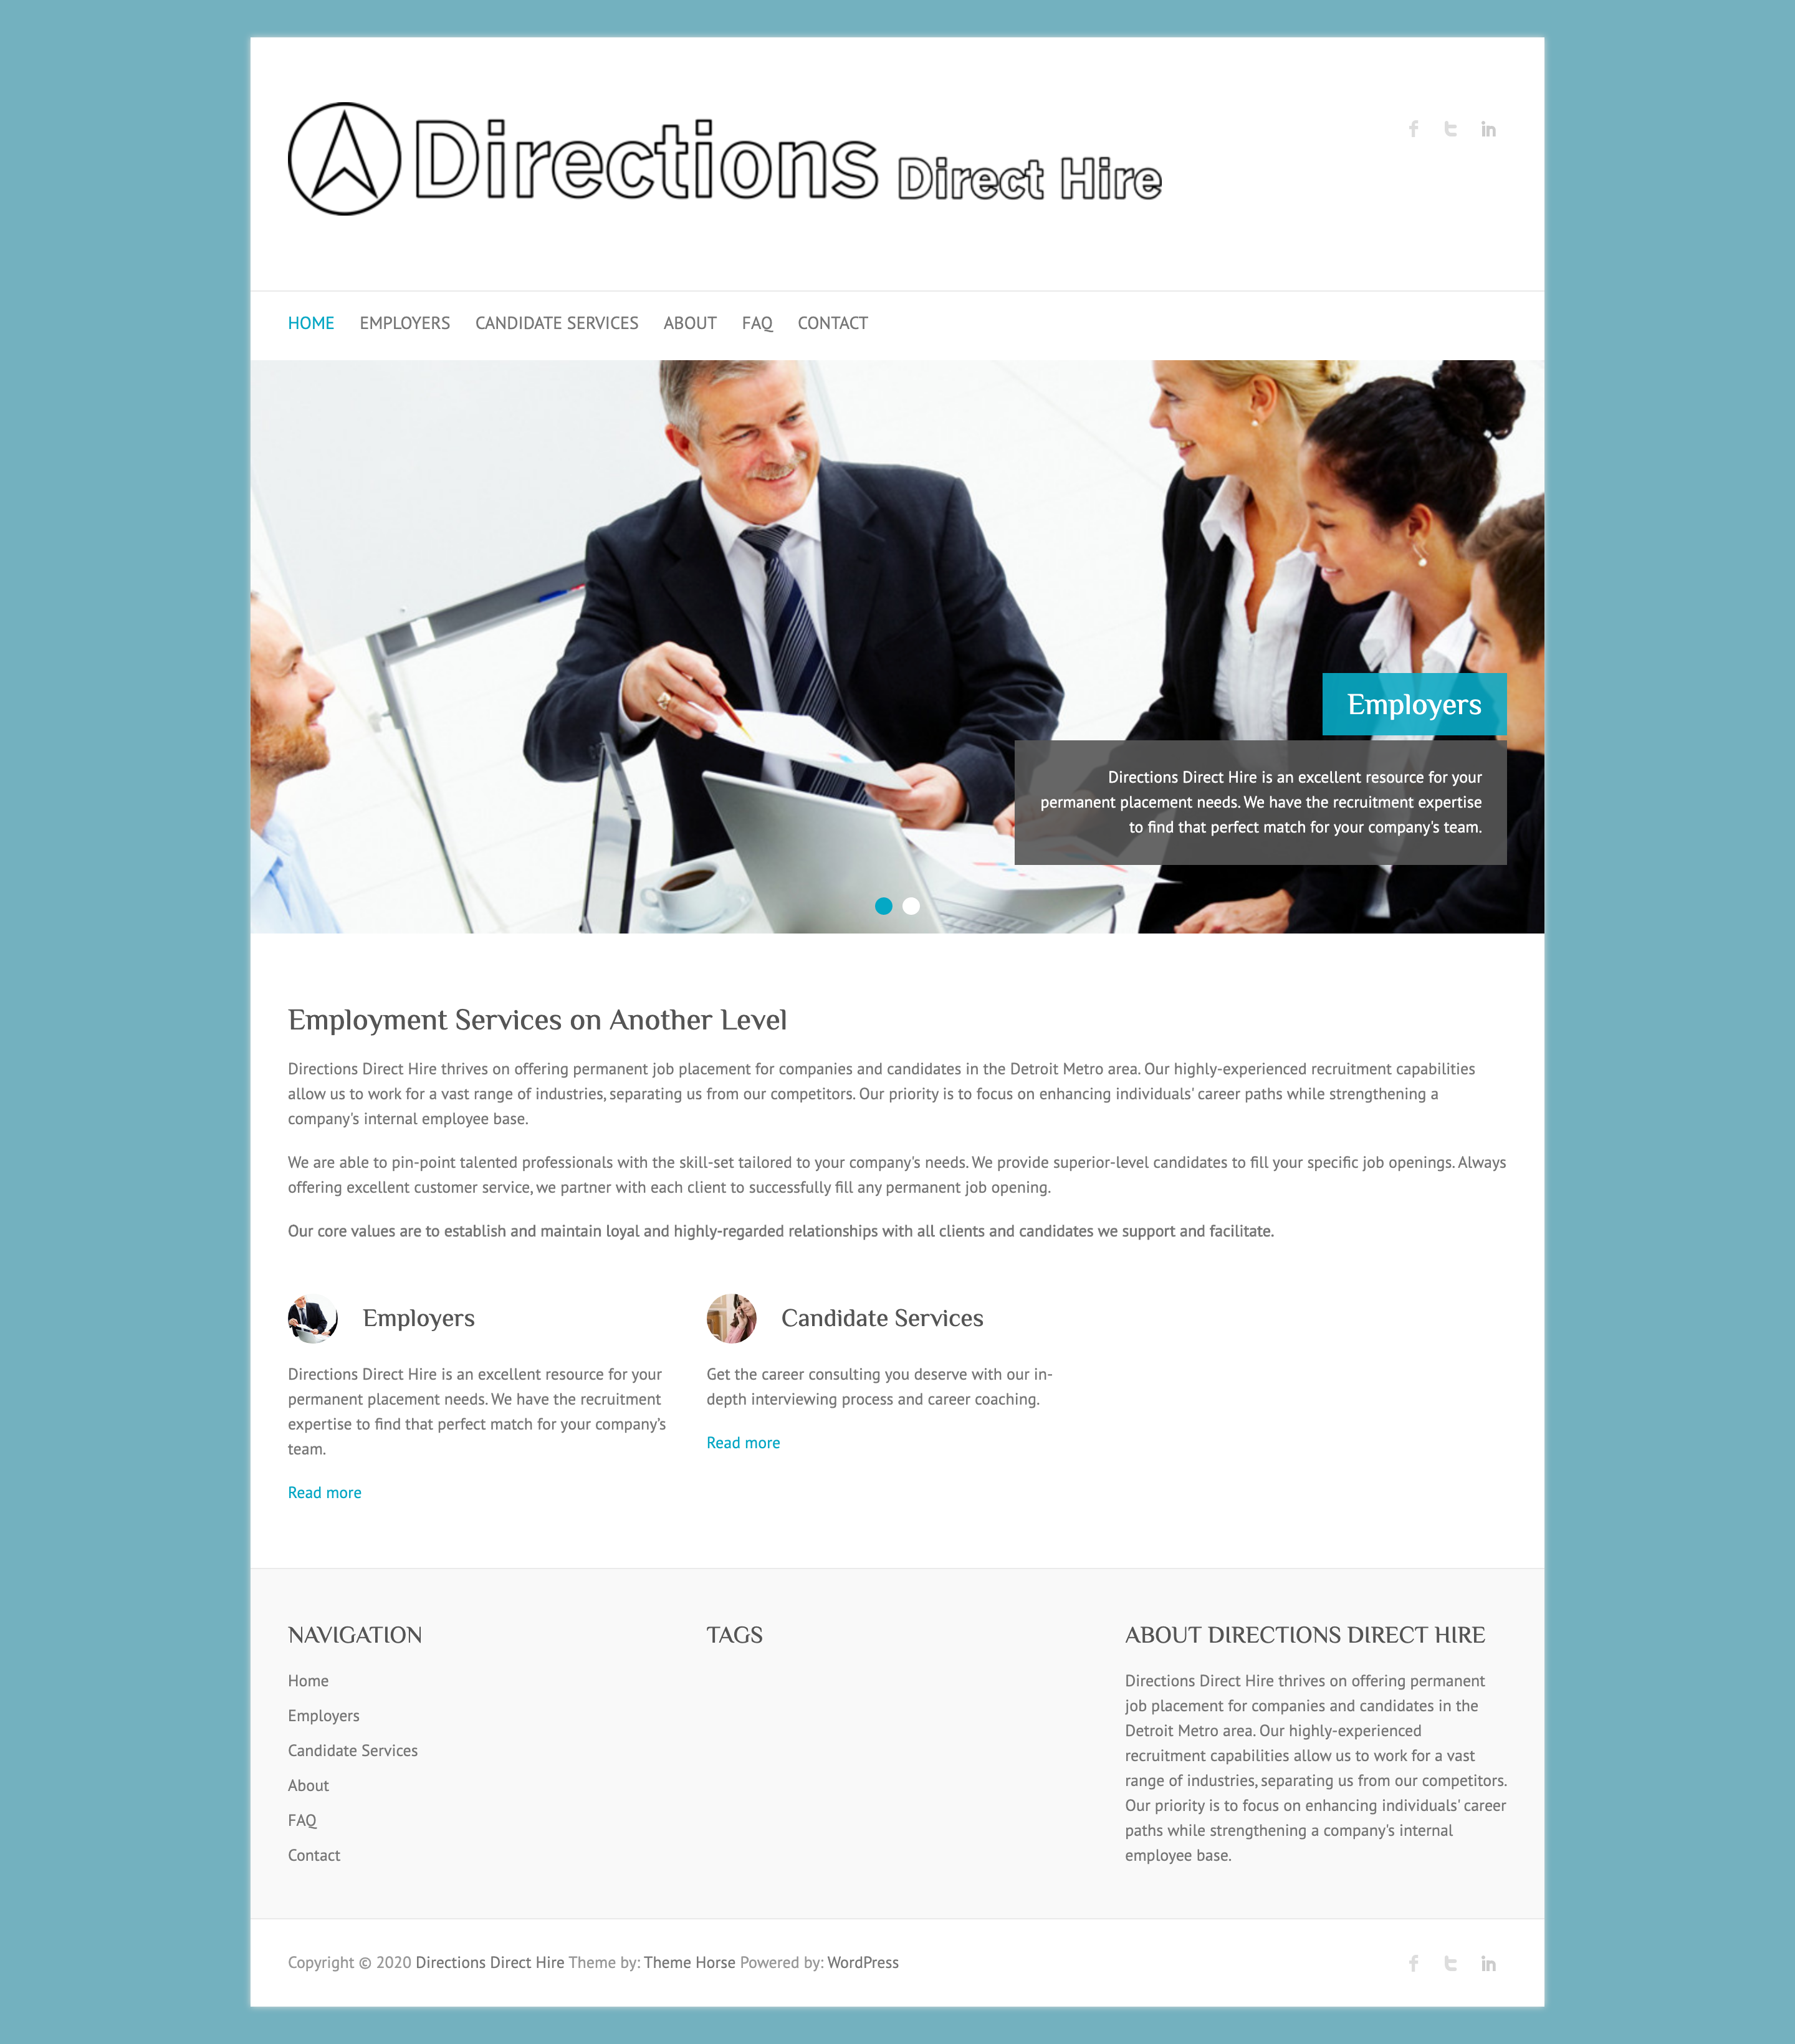 Directions Direct Hire
HOME EMPLOYERS CANDIDATE SERVICES ABOUT FAQ CONTACT
Employers
Directions Direct Hire is an excellent resource for your
permanent placement needs. We have the recruitment expertise
to find that perfect match for your company's team.
Employment Services on Another Level
Directions Direct Hire thrives on offering permanent job placement for companies and candidates in the Detroit Metro area. Our highly-experienced recruitment capabilities
allow us to work for a vast range of industries, separating us from our competitors. Our priority is to focus on enhancing individuals' career paths while strengthening a
company's internal employee base.
We are able to pin-point talented professionals with the skill-set tailored to your company's needs. We provide superior-level candidates to fill your specific job openings. Always
offering excellent customer service, we partner with each client to successfully fill any permanent job opening.
Our core values are to establish and maintain loyal and highly-regarded relationships with all clients and candidates we support and facilitate.
Employers
Directions Direct Hire is an excellent resource for your
permanent placement needs. We have the recruitment
expertise to find that perfect match for your company's
team.
Read more
Candidate Services
Get the career consulting you deserve with our in-
depth interviewing process and career coaching.
Read more
NAVIGATION
Home
Employers
Candidate Services
About
FAQ
Contact
TAGS
ABOUT DIRECTIONS DIRECT HIRE
Directions Direct Hire thrives on offering permanent
job placement for companies and candidates in the
Detroit Metro area. Our highly-experienced
recruitment capabilities allow us to work for a vast
range of industries, separating us from our competitors.
Our priority is to focus on enhancing individuals' career
paths while strengthening a company's internal
employee base.
Copyright © 2020 Directions Direct Hire Theme by: Theme Horse Powered by: WordPress